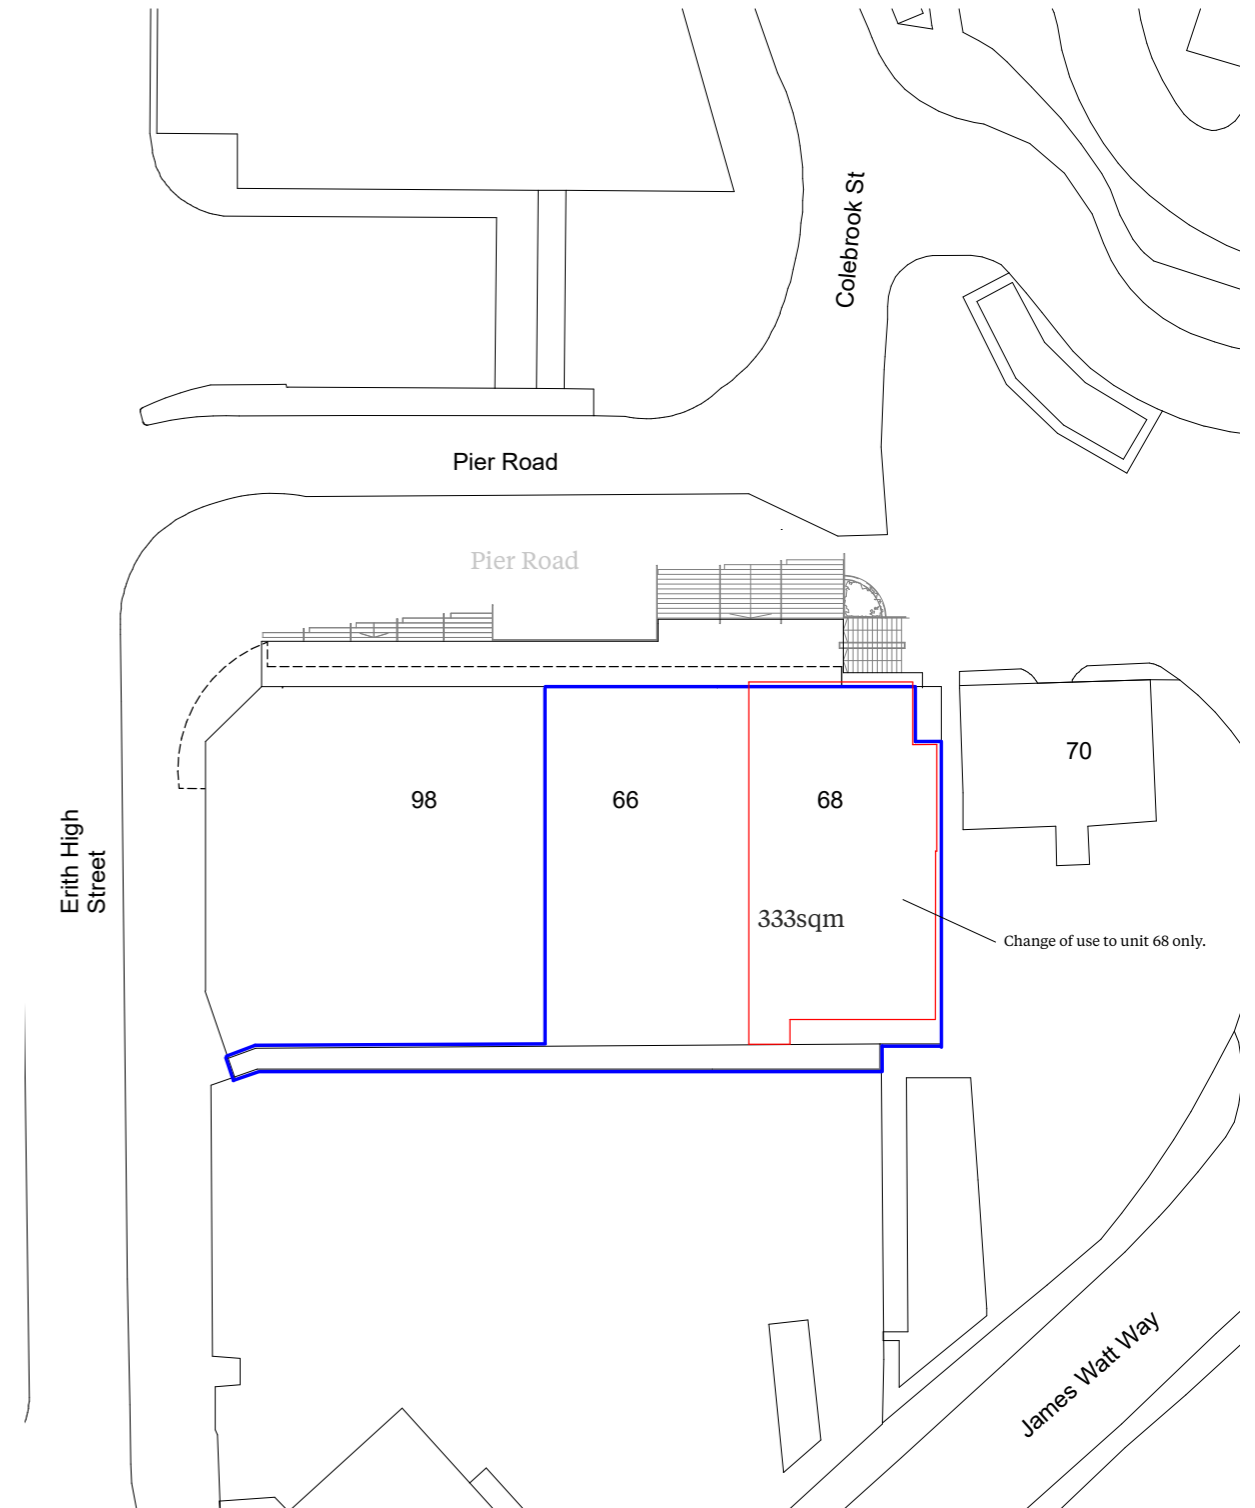 Colebrook St
Pier Road
Pier Road
98
66
68
70
Erith High
Street
333sqm
Change of use to unit 68 only.
James Watt Way